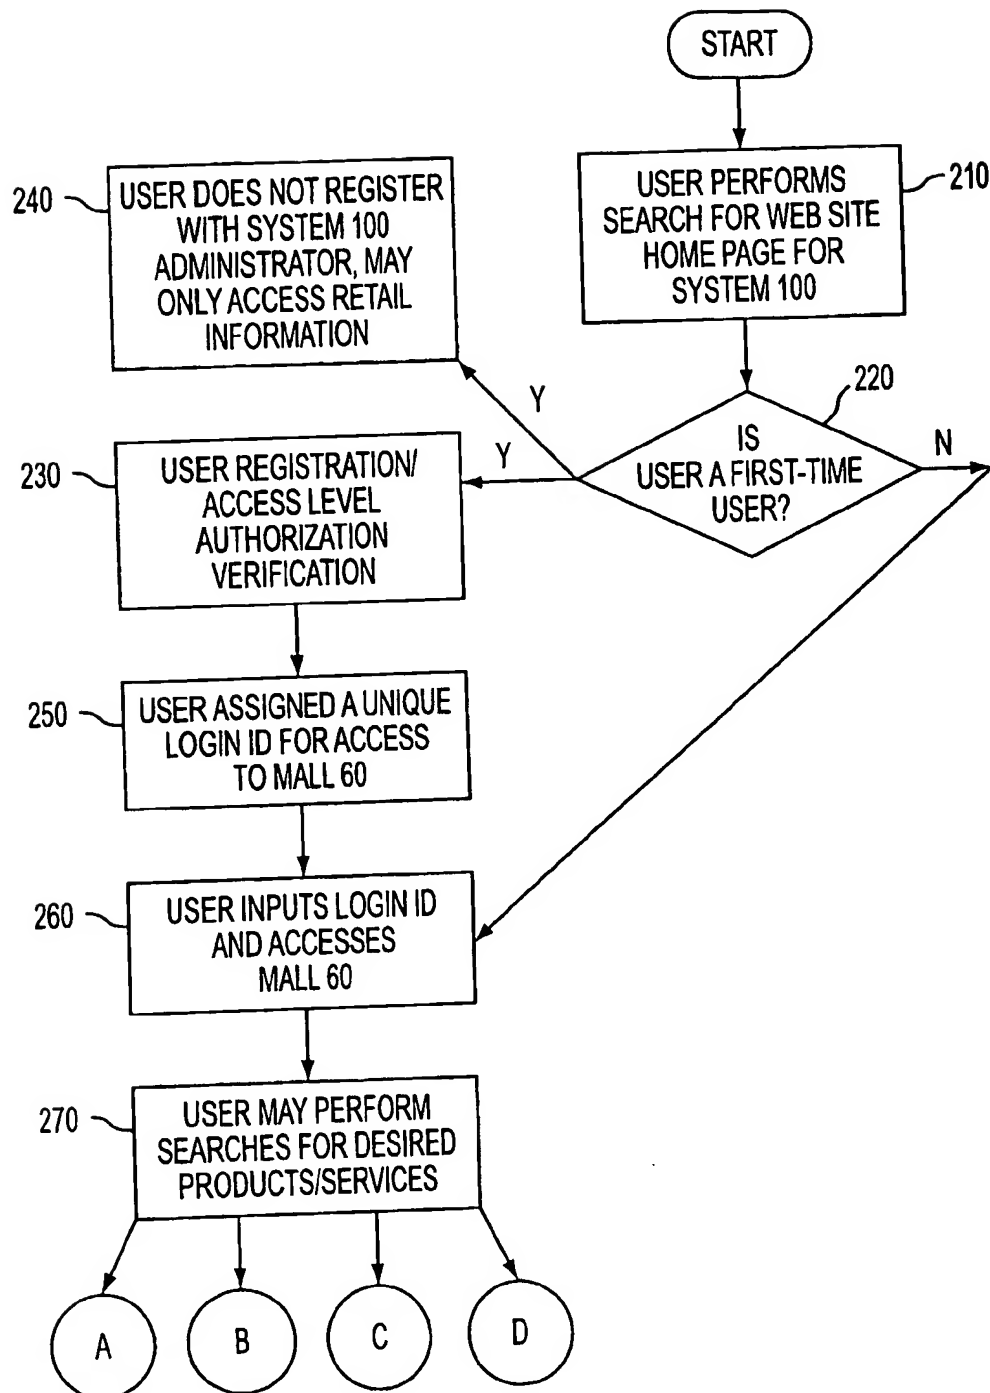 START
210
USER PERFORMS
SEARCH FOR WEB SITE
HOME PAGE FOR
SYSTEM 100
240
USER DOES NOT REGISTER
WITH SYSTEM 100
ADMINISTRATOR, MAY
ONLY ACCESS RETAIL
INFORMATION
220
IS
USER A FIRST-TIME
USER?
Y
Y
N
230
USER REGISTRATION/
ACCESS LEVEL
AUTHORIZATION
VERIFICATION
250
USER ASSIGNED A UNIQUE
LOGIN ID FOR ACCESS
TO MALL 60
260
USER INPUTS LOGIN ID
AND ACCESSES
MALL 60
270
USER MAY PERFORM
SEARCHES FOR DESIRED
PRODUCTS/SERVICES
A
B
C
D